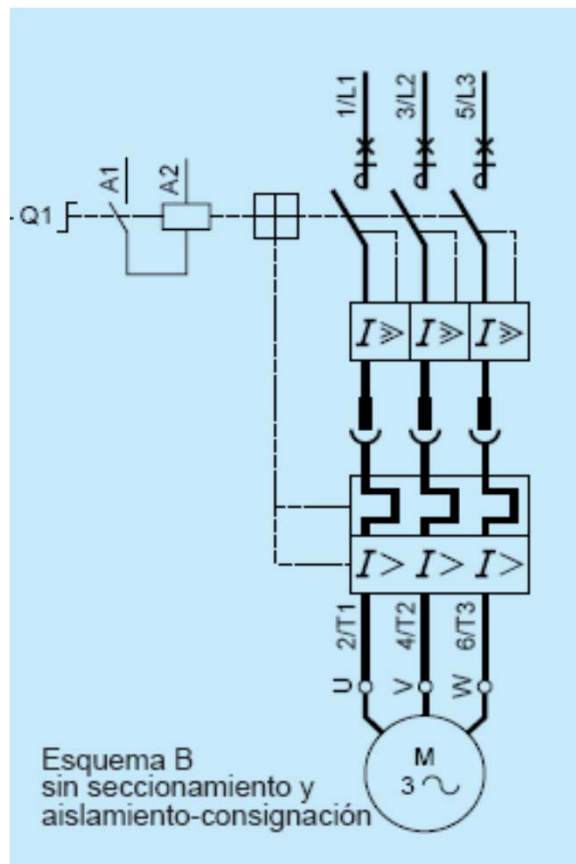 1/L1 3/L2 5/L3
A1 A2
Q1
I I I
I> I> I>
2/T1 4/T2 6/T3
U V W
M
3
Esquema B
sin seccionamiento y
aislamiento-consignación